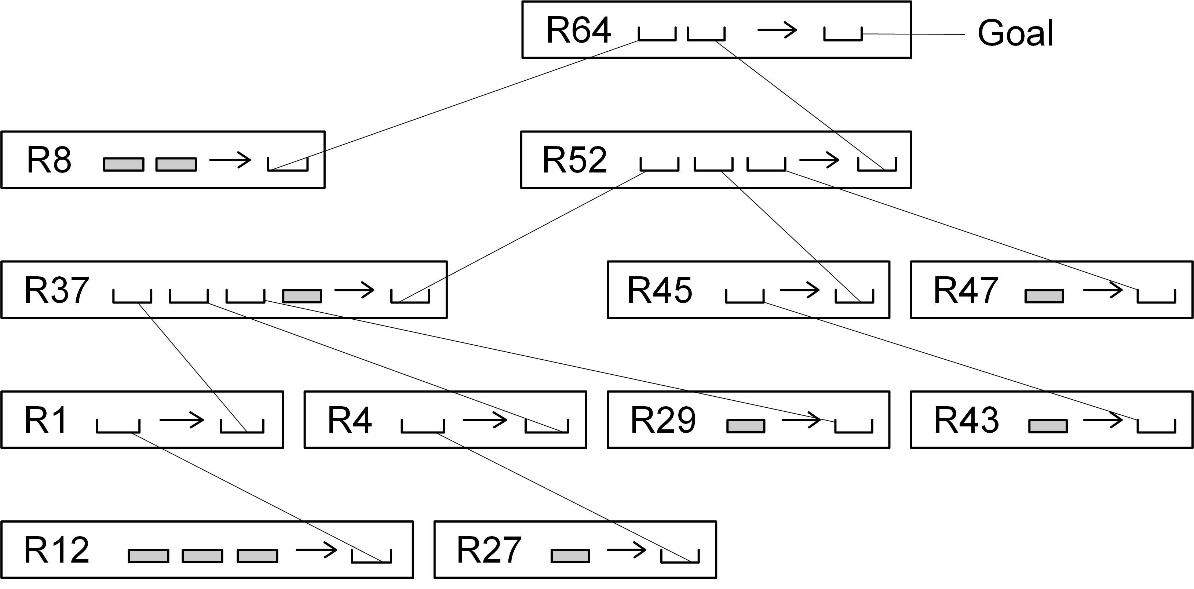 R64 → Goal
R8 →
R52 →
R37 →
R45 →
R47 →
R1 →
R4 →
R29 →
R43 →
R12 →
R27 →